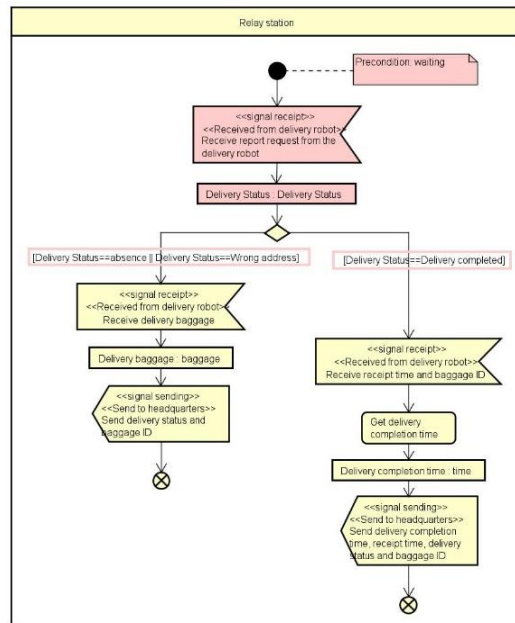 Relay station
Precondition: waiting
<<signal receipt>>
<<Received from delivery robot>>
Receive report request from the
delivery robot
Delivery Status : Delivery Status
[Delivery Status==absence || Delivery Status==Wrong address]
[Delivery Status==Delivery completed]
<<signal receipt>>
<<Received from delivery robot>>
Receive delivery baggage
Delivery baggage : baggage
<<signal sending>>
<<Send to headquarters>>
Send delivery status and
baggage ID
<<signal receipt>>
<<Received from delivery robot>>
Receive receipt time and baggage ID
Get delivery
completion time
Delivery completion time : time
<<signal sending>>
<<Send to headquarters>>
Send delivery completion
time, receipt time, delivery
status and baggage ID